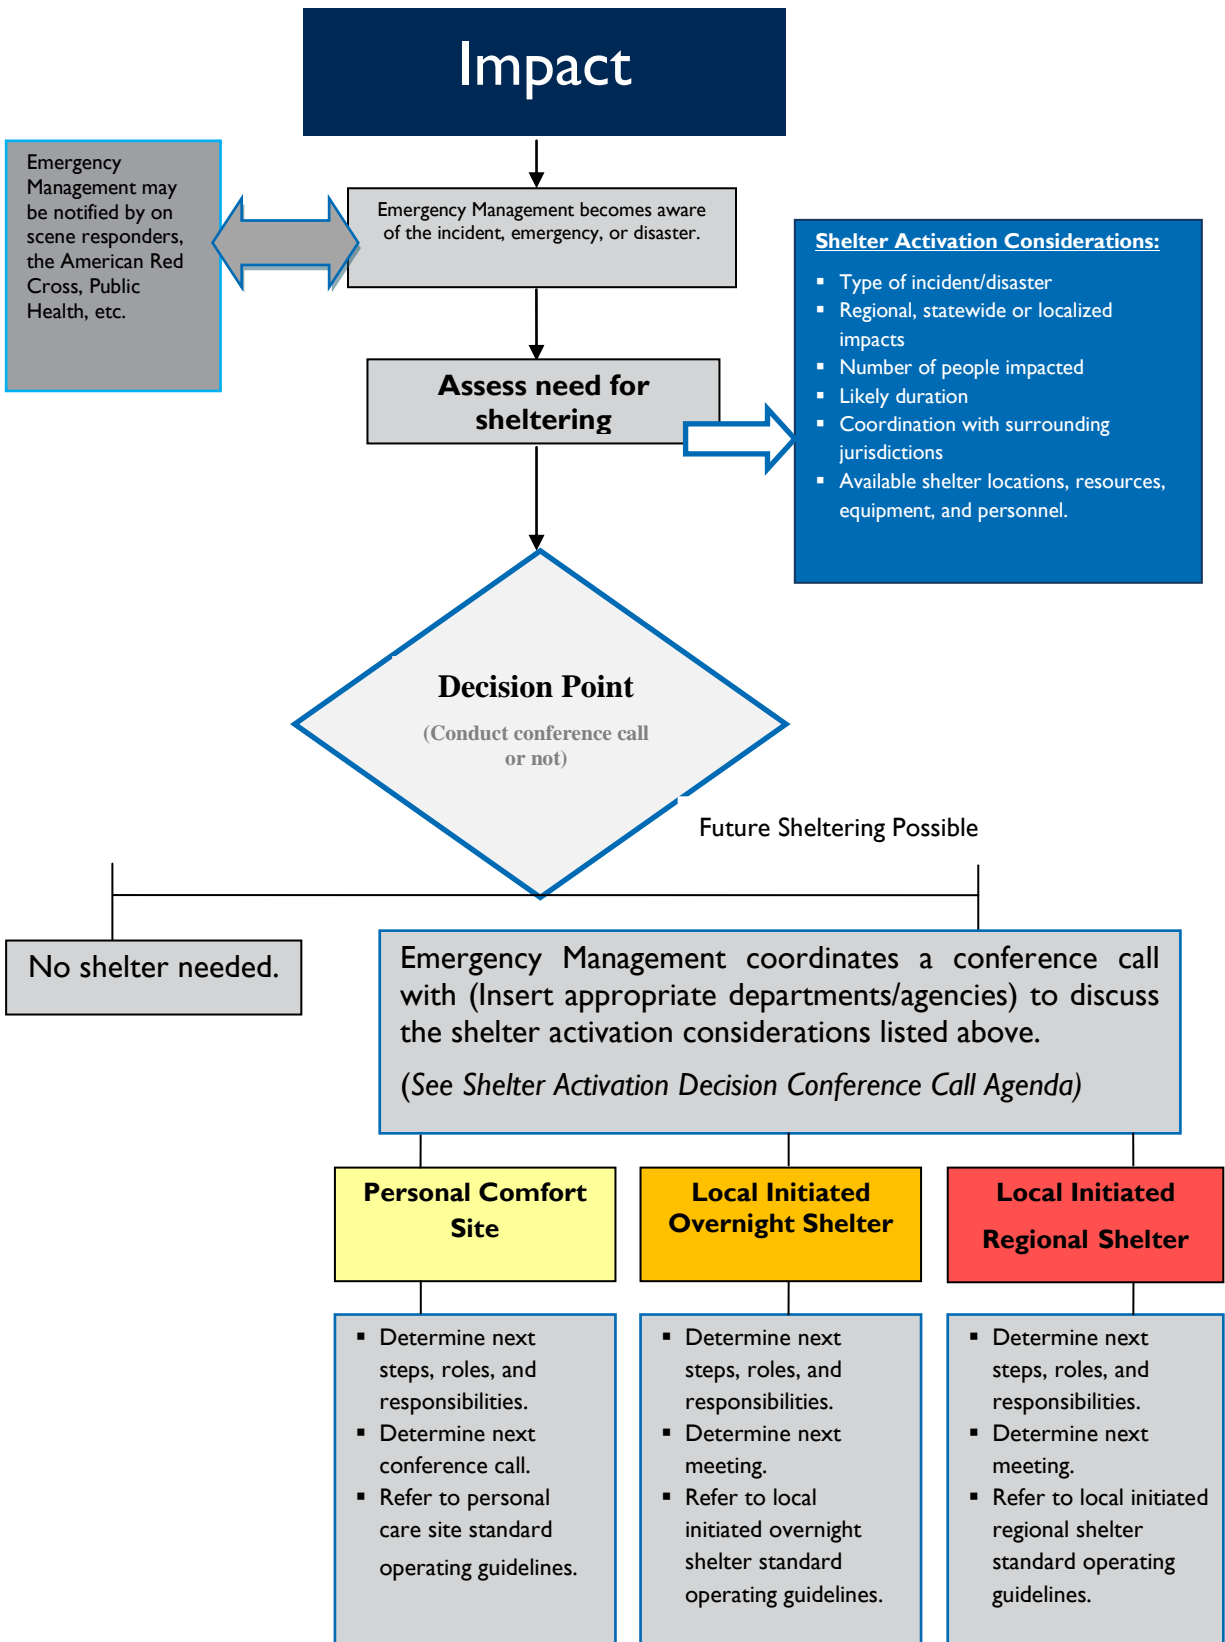 Impact
Emergency
Management may
be notified by on
scene responders,
the American Red
Cross, Public
Health, etc.
Emergency Management becomes aware
of the incident, emergency, or disaster.
Shelter Activation Considerations:
▪ Type of incident/disaster
▪ Regional, statewide or localized
impacts
▪ Number of people impacted
▪ Likely duration
▪ Coordination with surrounding
jurisdictions
▪ Available shelter locations, resources,
equipment, and personnel.
Assess need for
sheltering
Decision Point
(Conduct conference call
or not)
Future Sheltering Possible
No shelter needed.
Emergency Management coordinates a conference call
with (Insert appropriate departments/agencies) to discuss
the shelter activation considerations listed above.
(See Shelter Activation Decision Conference Call Agenda)
Personal Comfort
Site
▪ Determine next
steps, roles, and
responsibilities.
▪ Determine next
conference call.
▪ Refer to personal
care site standard
operating guidelines.
Local Initiated
Overnight Shelter
▪ Determine next
steps, roles, and
responsibilities.
▪ Determine next
meeting.
▪ Refer to local
initiated overnight
shelter standard
operating guidelines.
Local Initiated
Regional Shelter
▪ Determine next
steps, roles, and
responsibilities.
▪ Determine next
meeting.
▪ Refer to local initiated
regional shelter
standard operating
guidelines.